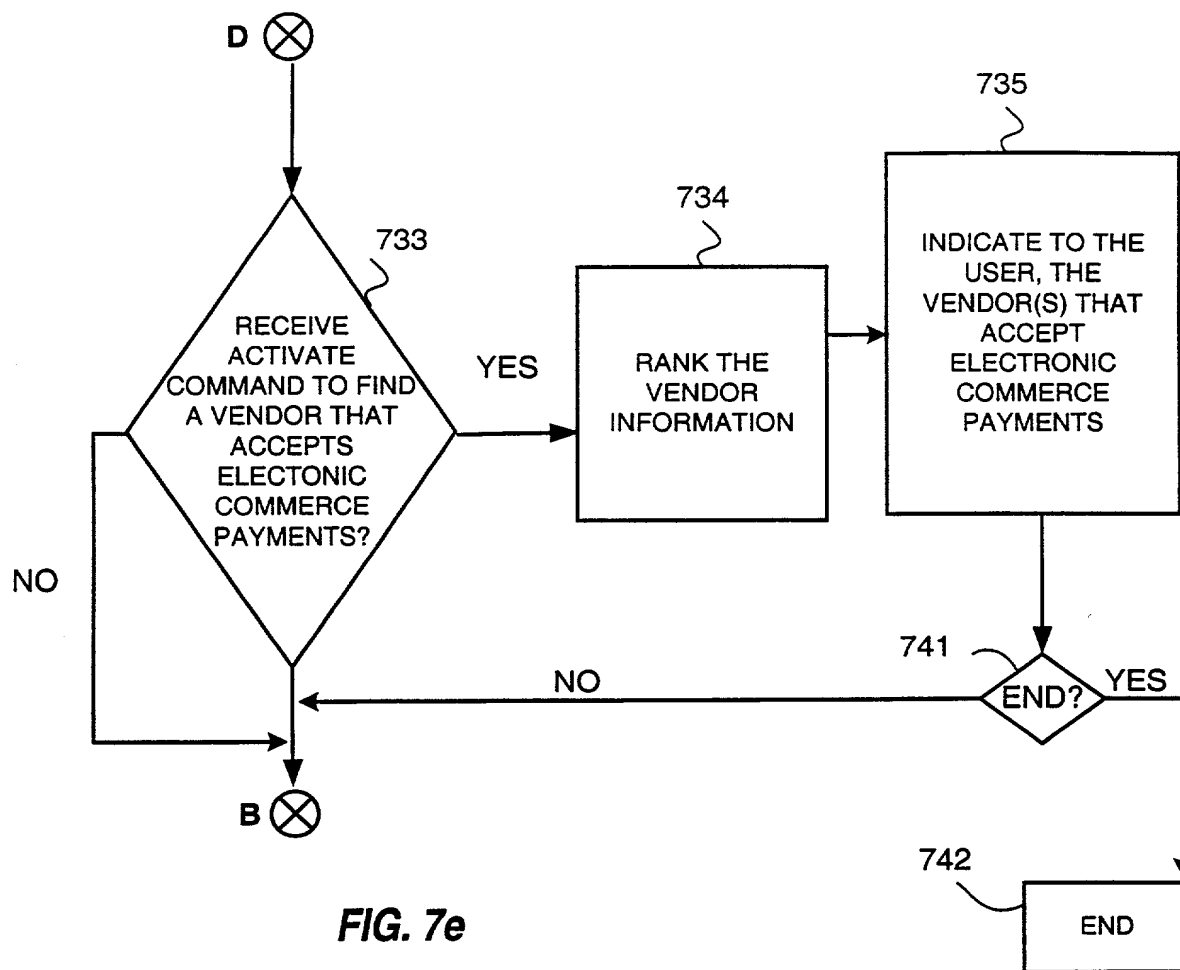 D
733
RECEIVE
ACTIVATE
COMMAND TO FIND
A VENDOR THAT
ACCEPTS
ELECTONIC
COMMERCE
PAYMENTS?
YES
NO
734
RANK THE
VENDOR
INFORMATION
735
INDICATE TO THE
USER, THE
VENDOR(S) THAT
ACCEPT
ELECTRONIC
COMMERCE
PAYMENTS
741
END?
YES
NO
B
742
END
FIG. 7e